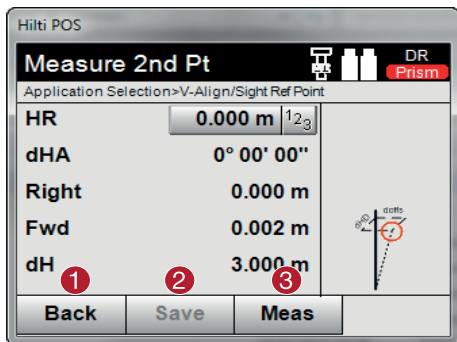 Hilti POS
Measure 2nd Pt
DR
Prism
Application Selection>V-Align/Sight Ref Point
HR 0.000 m 123
dHA 0° 00' 00"
Right 0.000 m
Fwd 0.002 m
dH 3.000 m
1 2 3
Back Save Meas